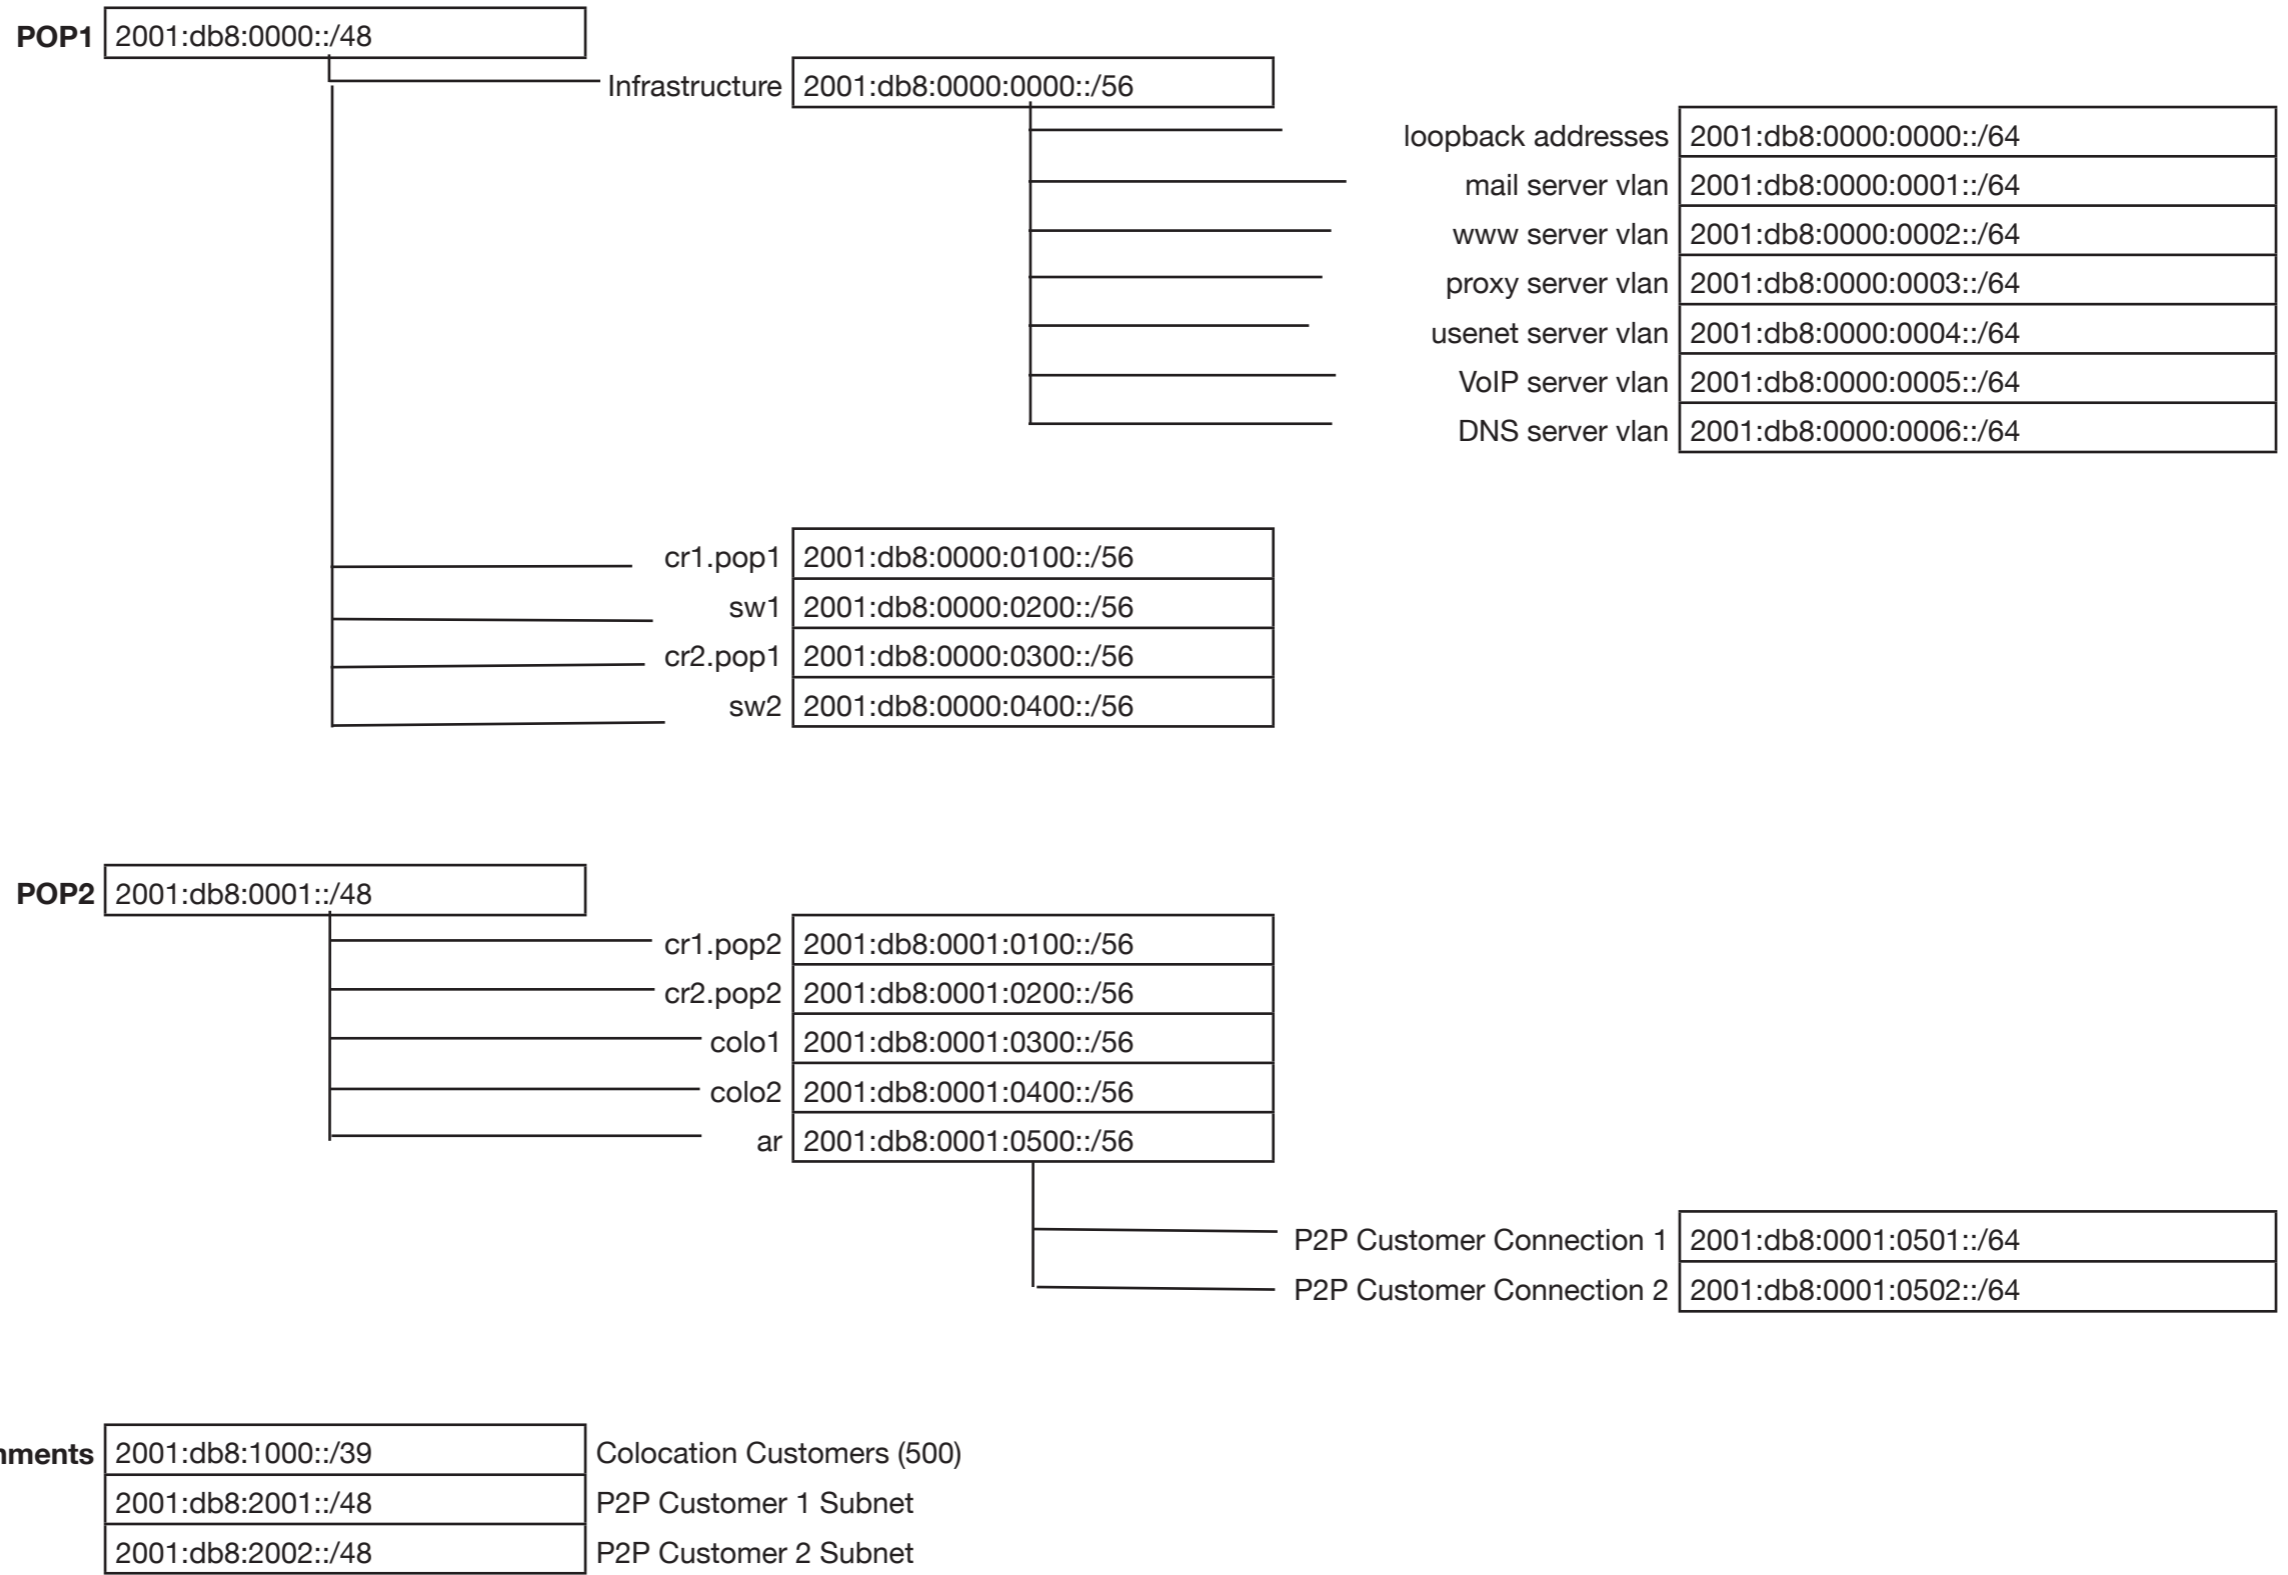 POP1 2001:db8:0000::/48
Infrastructure 2001:db8:0000:0000::/56
loopback addresses 2001:db8:0000:0000::/64
mail server vlan 2001:db8:0000:0001::/64
www server vlan 2001:db8:0000:0002::/64
proxy server vlan 2001:db8:0000:0003::/64
usenet server vlan 2001:db8:0000:0004::/64
VoIP server vlan 2001:db8:0000:0005::/64
DNS server vlan 2001:db8:0000:0006::/64
cr1.pop1 2001:db8:0000:0100::/56
sw1 2001:db8:0000:0200::/56
cr2.pop1 2001:db8:0000:0300::/56
sw2 2001:db8:0000:0400::/56
POP2 2001:db8:0001::/48
cr1.pop2 2001:db8:0001:0100::/56
cr2.pop2 2001:db8:0001:0200::/56
colo1 2001:db8:0001:0300::/56
colo2 2001:db8:0001:0400::/56
ar 2001:db8:0001:0500::/56
P2P Customer Connection 1 2001:db8:0001:0501::/64
P2P Customer Connection 2 2001:db8:0001:0502::/64
2001:db8:1000::/39 Colocation Customers (500)
2001:db8:2001::/48 P2P Customer 1 Subnet
2001:db8:2002::/48 P2P Customer 2 Subnet